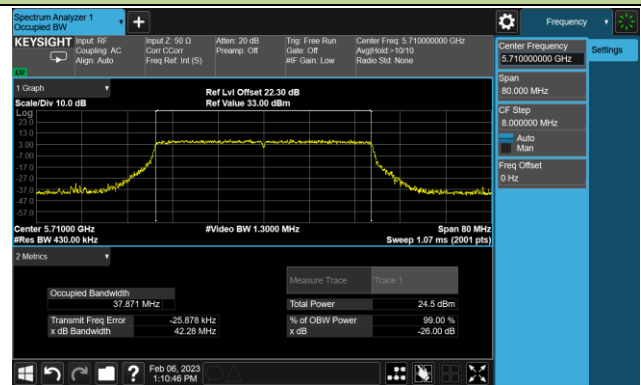 Spectrum Analyzer 1
Occupied BW
+
Frequency
KEYSIGHT
Input: RF
Coupling: AC
Align: Auto
Input Z: 50 Ω
Corr CCorr
Freq Ref: Int (S)
Atten: 20 dB
Preamp: Off
Trig: Free Run
Gate: Off
#IF Gain: Low
Center Freq: 5.710000000 GHz
Avg|Hold:>10/10
Radio Std: None
Center Frequency
5.710000000 GHz
Settings
Span
80.000 MHz
CF Step
8.000000 MHz
Auto
Man
Freq Offset
0 Hz
1 Graph
Scale/Div 10.0 dB
Ref Lvl Offset 22.30 dB
Ref Value 33.00 dBm
Log
23.0
13.0
3.00
-7.00
-17.0
-27.0
-37.0
-47.0
-57.0
Center 5.71000 GHz
#Video BW 1.3000 MHz
Span 80 MHz
#Res BW 430.00 kHz
Sweep 1.07 ms (2001 pts)
2 Metrics
Measure Trace
Trace 1
Occupied Bandwidth
37.871 MHz
Total Power
24.5 dBm
Transmit Freq Error
-25.878 kHz
% of OBW Power
99.00 %
x dB Bandwidth
42.28 MHz
x dB
-26.00 dB
?
Feb 06, 2023
1:10:46 PM